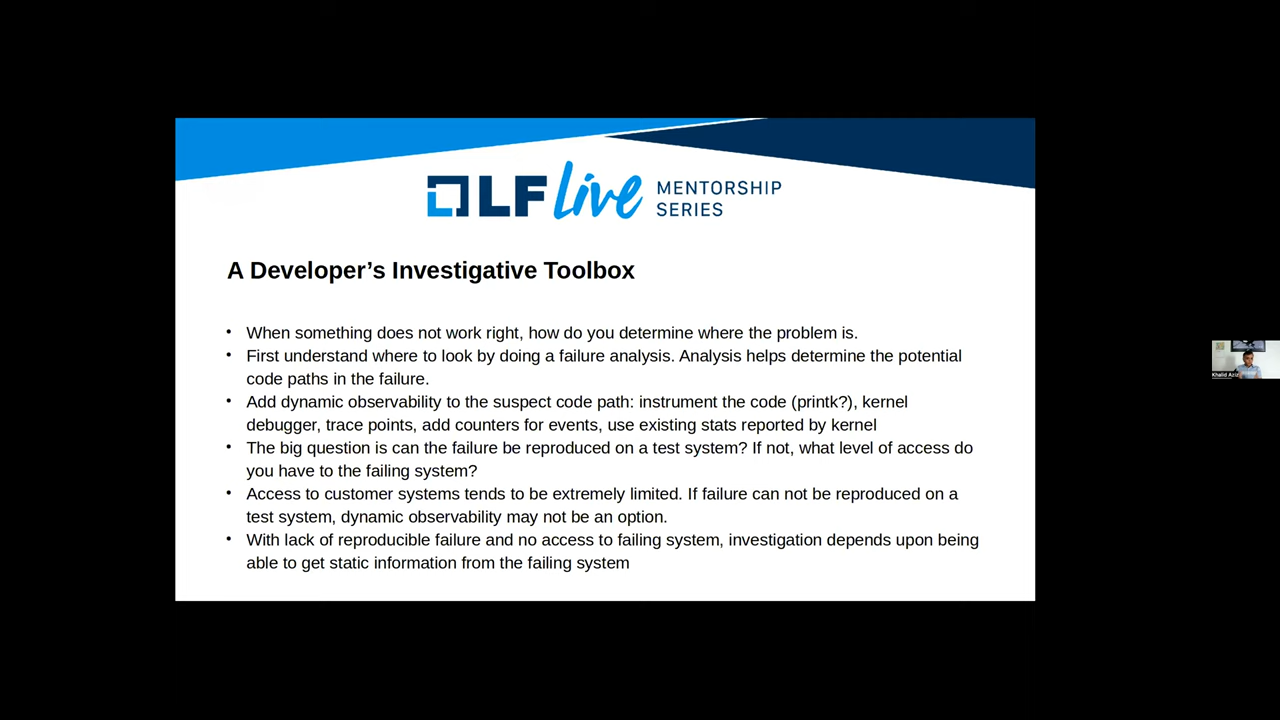 LF Live MENTORSHIP
SERIES
A Developer’s Investigative Toolbox
• When something does not work right, how do you determine where the problem is.
• First understand where to look by doing a failure analysis. Analysis helps determine the potential
code paths in the failure.
• Add dynamic observability to the suspect code path: instrument the code (printk?), kernel
debugger, trace points, add counters for events, use existing stats reported by kernel
• The big question is can the failure be reproduced on a test system? If not, what level of access do
you have to the failing system?
• Access to customer systems tends to be extremely limited. If failure can not be reproduced on a
test system, dynamic observability may not be an option.
• With lack of reproducible failure and no access to failing system, investigation depends upon being
able to get static information from the failing system
Khalid Aziz